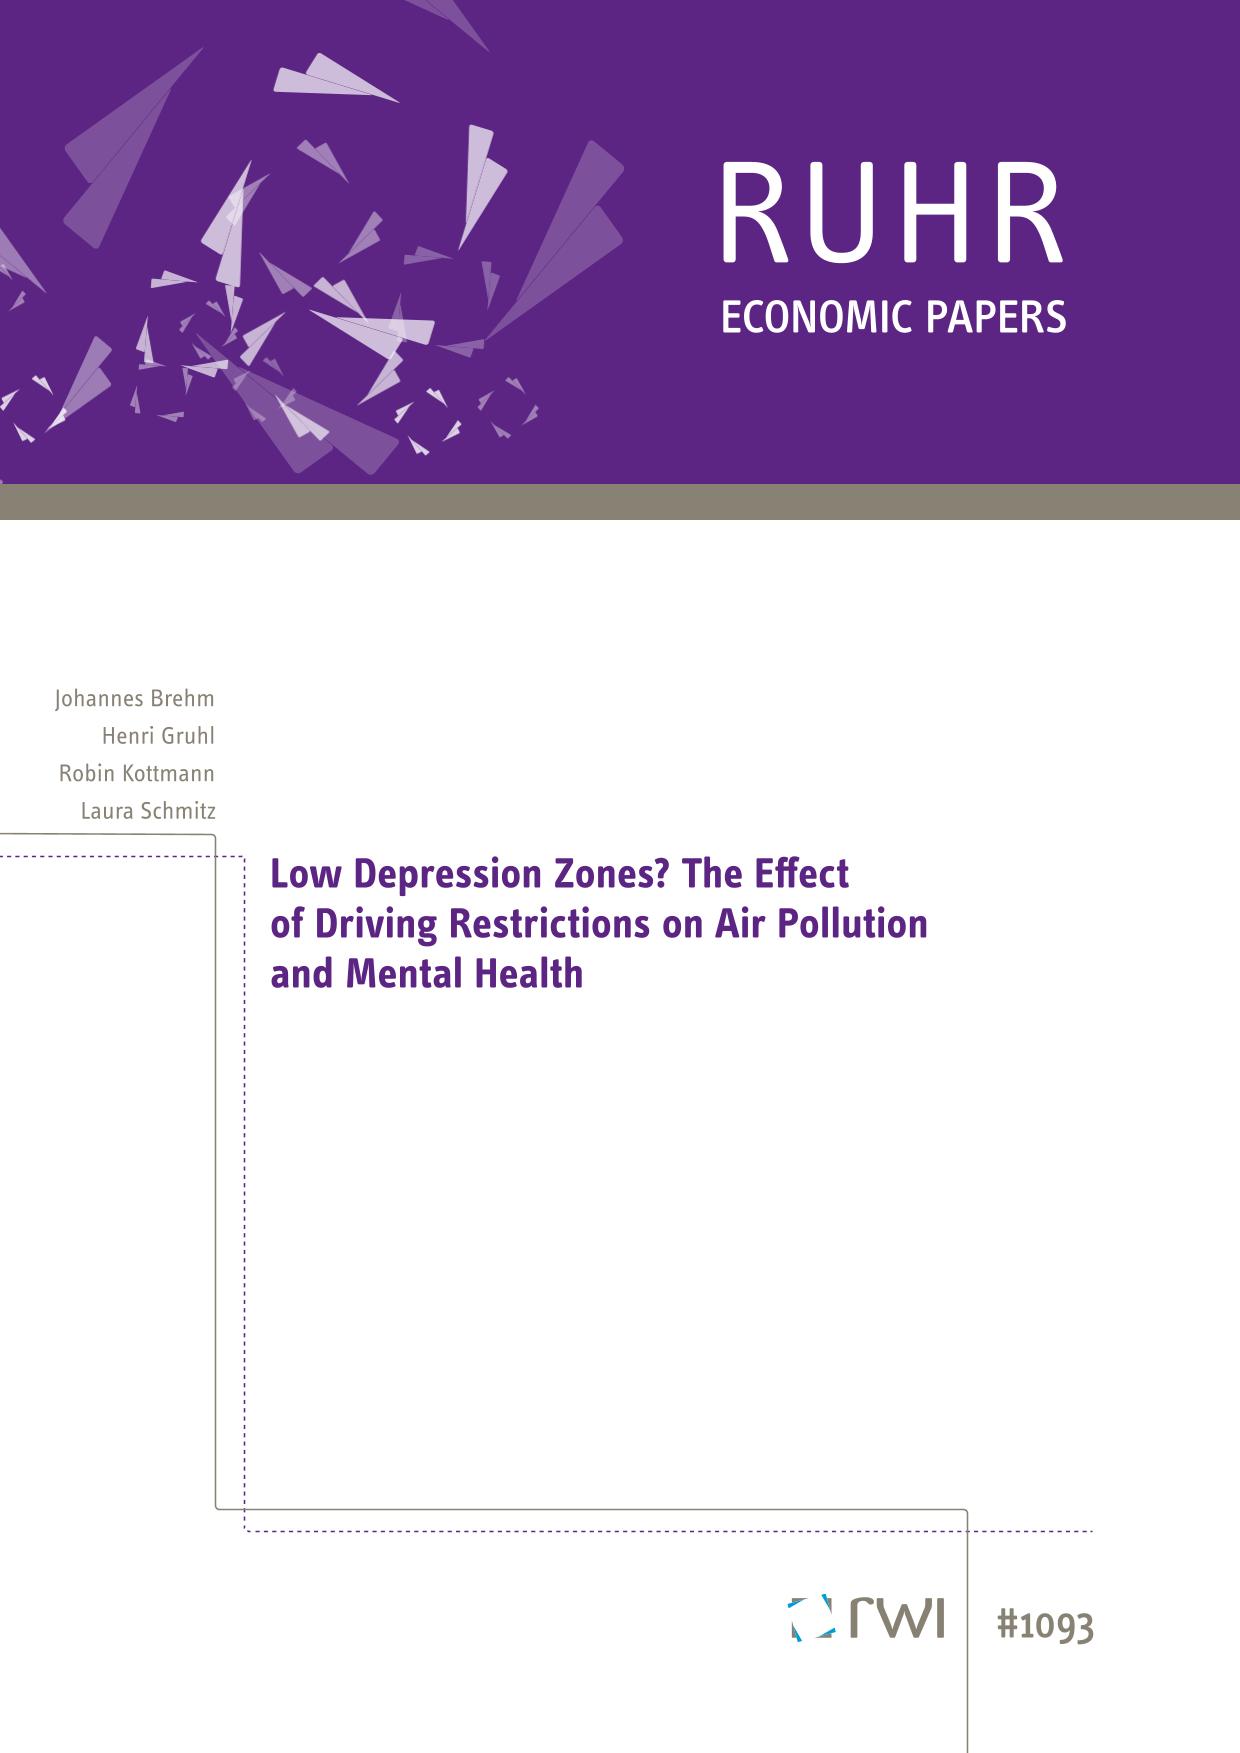 RUHR
ECONOMIC PAPERS
Johannes Brehm
Henri Gruhl
Robin Kottmann
Laura Schmitz
Low Depression Zones? The Effect
of Driving Restrictions on Air Pollution
and Mental Health
rwi
#1093